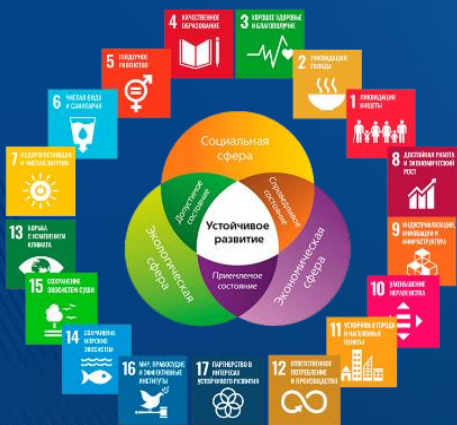 4 КАЧЕСТВЕННОЕ
ОБРАЗОВАНИЕ
3 ХОРОШЕЕ ЗДОРОВЬЕ
И БЛАГОПОЛУЧИЕ
5 ГЕНДЕРНОЕ
РАВЕНСТВО
2 ЛИКВИДАЦИЯ
ГОЛОДА
6 ЧИСТАЯ ВОДА
И САНИТАРИЯ
1 ЛИКВИДАЦИЯ
НИЩЕТЫ
7 НЕДОРОГОСТОЯЩАЯ
И ЧИСТАЯ ЭНЕРГИЯ
8 ДОСТОЙНАЯ РАБОТА
И ЭКОНОМИЧЕСКИЙ
РОСТ
13 БОРЬБА
С ИЗМЕНЕНИЕМ
КЛИМАТА
9 ИНДУСТРИАЛИЗАЦИЯ,
ИННОВАЦИИ И
ИНФРАСТРУКТУРА
15 СОХРАНЕНИЕ
ЭКОСИСТЕМ СУШИ
10 УМЕНЬШЕНИЕ
НЕРАВЕНСТВА
14 СОХРАНЕНИЕ
МОРСКИХ
ЭКОСИСТЕМ
11 УСТОЙЧИВЫЕ ГОРОДА
И НАСЕЛЕННЫЕ
ПУНКТЫ
16 МИР, ПРАВОСУДИЕ
И ЭФФЕКТИВНЫЕ
ИНСТИТУТЫ
17 ПАРТНЕРСТВО В
ИНТЕРЕСАХ
УСТОЙЧИВОГО РАЗВИТИЯ
12 ОТВЕТСТВЕННОЕ
ПОТРЕБЛЕНИЕ
И ПРОИЗВОДСТВО
Социальная
сфера
Допустимое
состояние
Справедливое
состояние
Устойчивое
развитие
Экологическая
сфера
Экономическая
сфера
Приемлемое
состояние